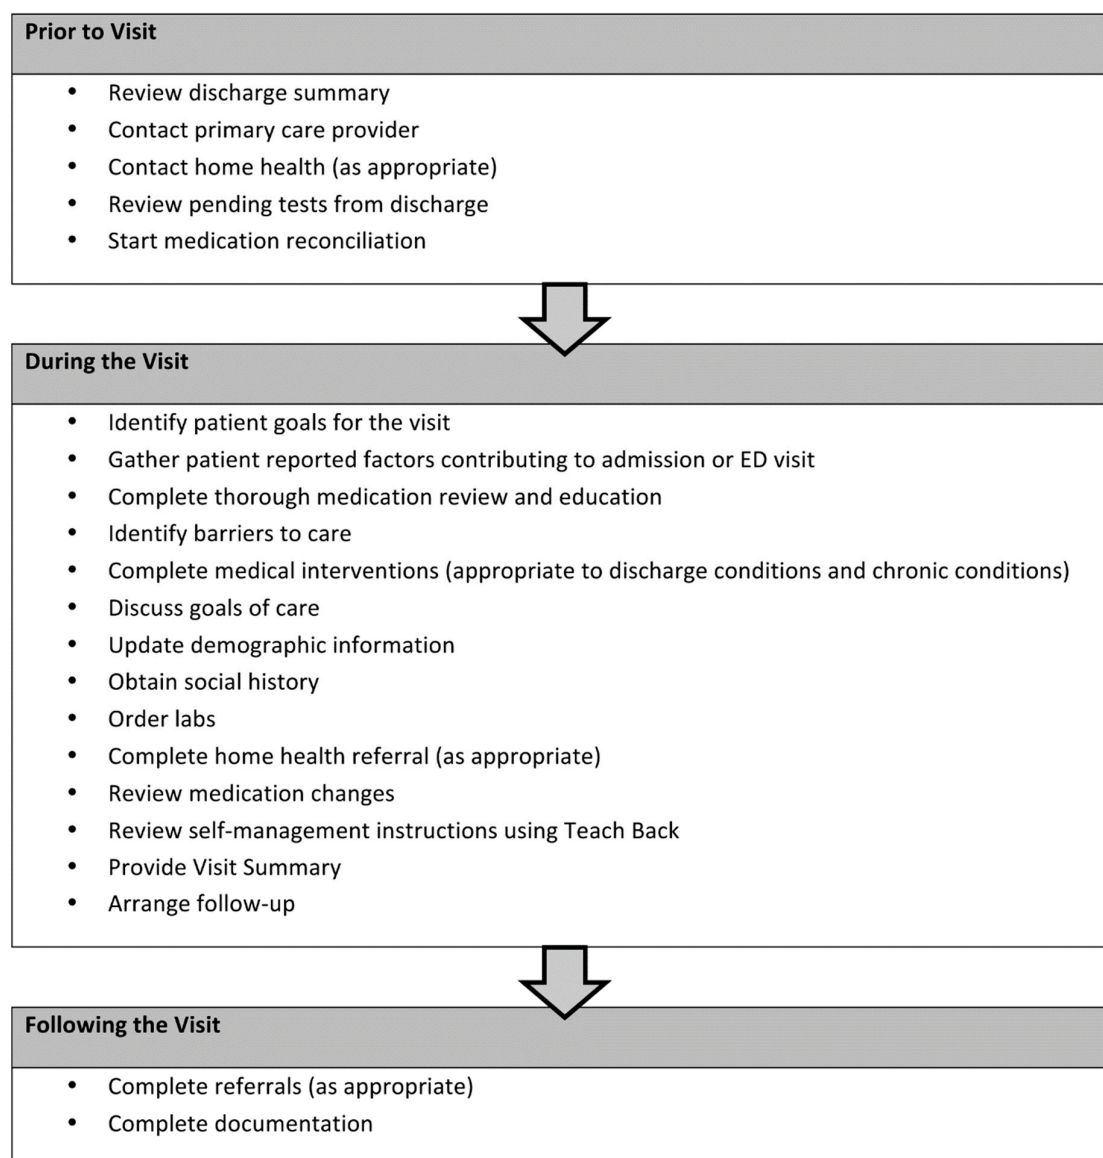 Prior to Visit
• Review discharge summary
• Contact primary care provider
• Contact home health (as appropriate)
• Review pending tests from discharge
• Start medication reconciliation
During the Visit
• Identify patient goals for the visit
• Gather patient reported factors contributing to admission or ED visit
• Complete thorough medication review and education
• Identify barriers to care
• Complete medical interventions (appropriate to discharge conditions and chronic conditions)
• Discuss goals of care
• Update demographic information
• Obtain social history
• Order labs
• Complete home health referral (as appropriate)
• Review medication changes
• Review self-management instructions using Teach Back
• Provide Visit Summary
• Arrange follow-up
Following the Visit
• Complete referrals (as appropriate)
• Complete documentation